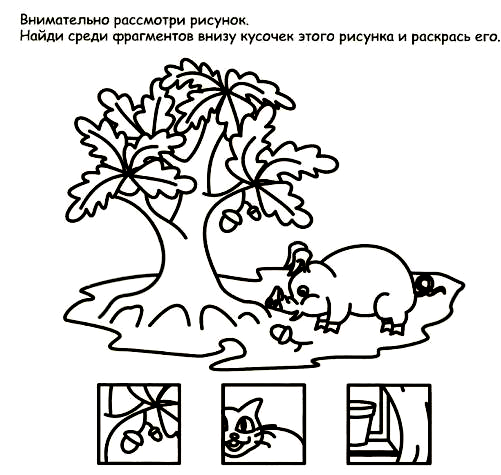 Внимательно рассмотри рисунок.
Найди среди фрагментов внизу кусочек этого рисунка и раскрась его.